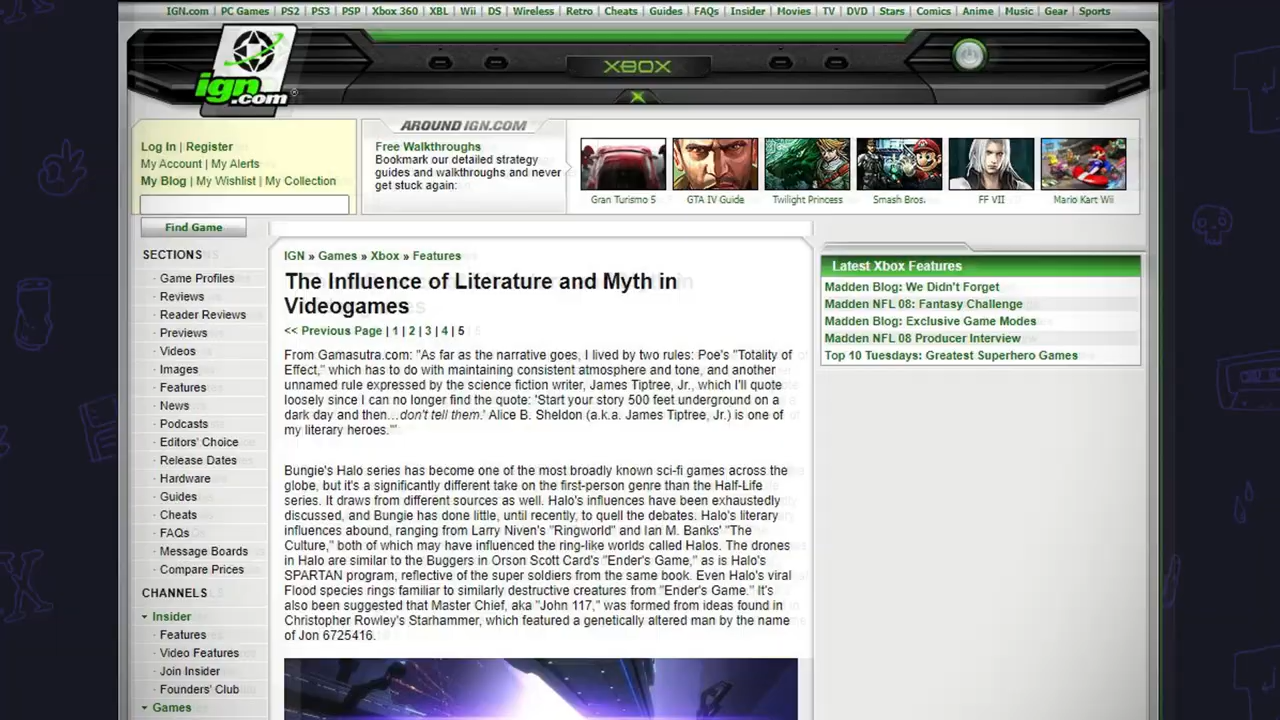 IGN.com | PC Games | PS2 | PS3 | PSP | Xbox 360 | XBL | Wii | DS | Wireless | Retro | Cheats | Guides | FAQs | Insider | Movies | TV | DVD | Stars | Comics | Anime | Music | Gear | Sports
XBOX
ign.com
Log In | Register
My Account | My Alerts
My Blog | My Wishlist | My Collection
Find Game
AROUND IGN.COM
Free Walkthroughs
Bookmark our detailed strategy
guides and walkthroughs and never
get stuck again:
Gran Turismo 5
GTA IV Guide
Twilight Princess
Smash Bros.
FF VII
Mario Kart Wii
SECTIONS
· Game Profiles
· Reviews
· Reader Reviews
· Previews
· Videos
· Images
· Features
· News
· Podcasts
· Editors' Choice
· Release Dates
· Hardware
· Guides
· Cheats
· FAQs
· Message Boards
· Compare Prices
CHANNELS
Insider
· Features
· Video Features
· Join Insider
· Founders' Club
Games
IGN » Games » Xbox » Features
The Influence of Literature and Myth in
Videogames
<< Previous Page | 1 | 2 | 3 | 4 | 5
From Gamasutra.com: "As far as the narrative goes, I lived by two rules: Poe's "Totality of
Effect," which has to do with maintaining consistent atmosphere and tone, and another
unnamed rule expressed by the science fiction writer, James Tiptree, Jr., which I'll quote
loosely since I can no longer find the quote: 'Start your story 500 feet underground on a
dark day and then…don't tell them.' Alice B. Sheldon (a.k.a. James Tiptree, Jr.) is one of
my literary heroes.'"
Bungie's Halo series has become one of the most broadly known sci-fi games across the
globe, but it's a significantly different take on the first-person genre than the Half-Life
series. It draws from different sources as well. Halo's influences have been exhaustedly
discussed, and Bungie has done little, until recently, to quell the debates. Halo's literary
influences abound, ranging from Larry Niven's "Ringworld" and Ian M. Banks' "The
Culture," both of which may have influenced the ring-like worlds called Halos. The drones
in Halo are similar to the Buggers in Orson Scott Card's "Ender's Game," as is Halo's
SPARTAN program, reflective of the super soldiers from the same book. Even Halo's viral
Flood species rings familiar to similarly destructive creatures from "Ender's Game." It's
also been suggested that Master Chief, aka "John 117," was formed from ideas found in
Christopher Rowley's Starhammer, which featured a genetically altered man by the name
of Jon 6725416.
Latest Xbox Features
Madden Blog: We Didn't Forget
Madden NFL 08: Fantasy Challenge
Madden Blog: Exclusive Game Modes
Madden NFL 08 Producer Interview
Top 10 Tuesdays: Greatest Superhero Games